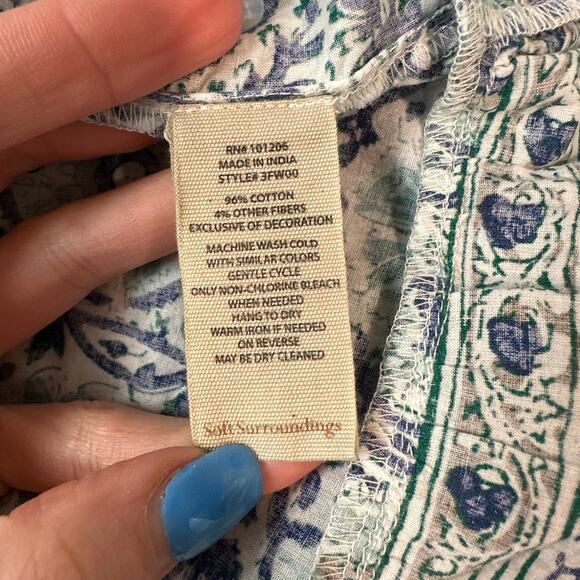 RN# 101206
MADE IN INDIA
STYLE# 3FW00
96% COTTON
4% OTHER FIBERS
EXCLUSIVE OF DECORATION
MACHINE WASH COLD
WITH SIMILAR COLORS
GENTLE CYCLE
ONLY NON-CHLORINE BLEACH
WHEN NEEDED
HANG TO DRY
WARM IRON IF NEEDED
ON REVERSE
MAY BE DRY CLEANED
Soft Surroundings